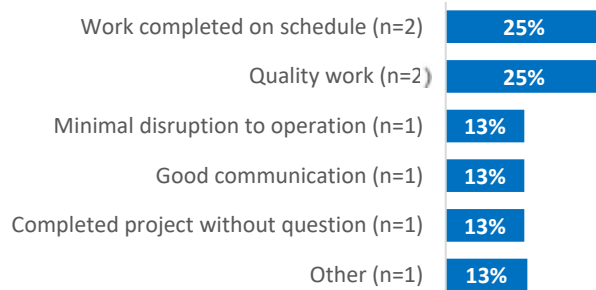 Work completed on schedule (n=2) 25%
Quality work (n=2) 25%
Minimal disruption to operation (n=1) 13%
Good communication (n=1) 13%
Completed project without question (n=1) 13%
Other (n=1) 13%